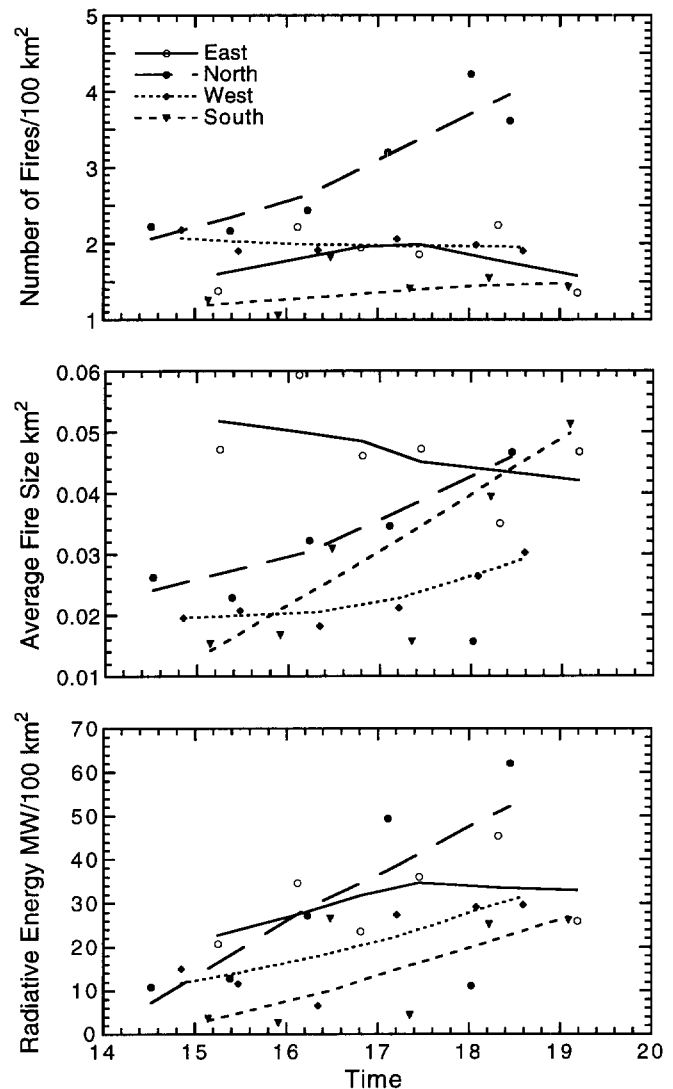 Number of Fires/100 km2
5
4
3
2
1
East
North
West
South
Average Fire Size km2
0.06
0.05
0.04
0.03
0.02
0.01
Radiative Energy MW/100 km2
70
60
50
40
30
20
10
0
14 15 16 17 18 19 20
Time